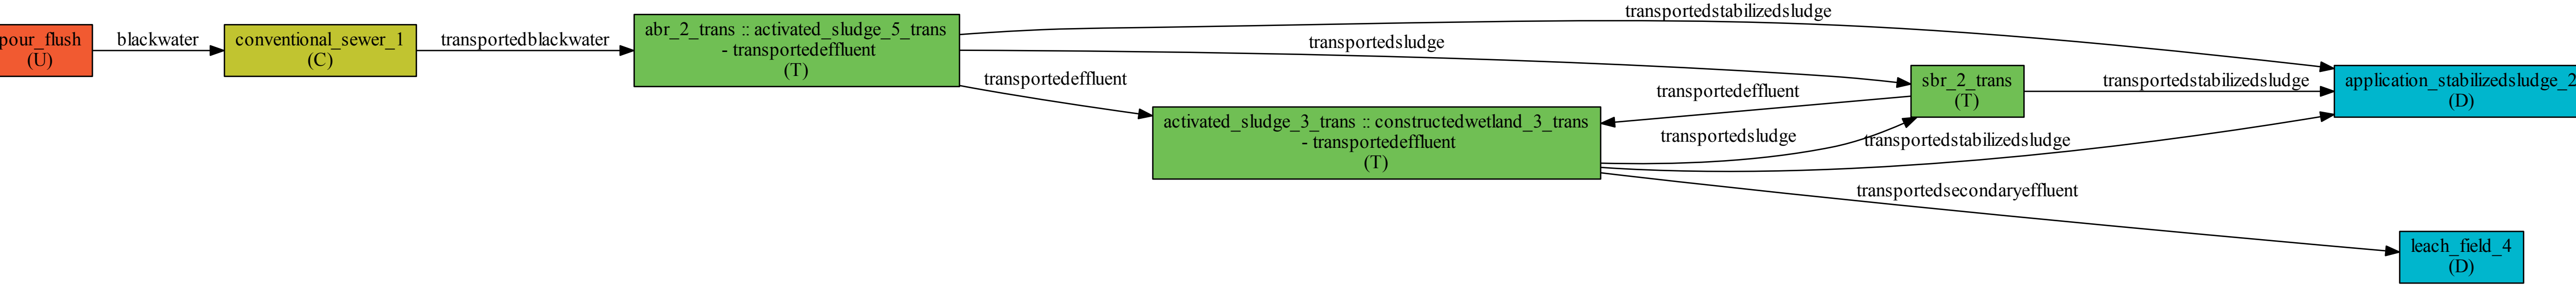 pour_flush
(U)
blackwater
conventional_sewer_1
(C)
transportedblackwater
abr_2_trans :: activated_sludge_5_trans
- transportedeffluent
(T)
transportedstabilizedsludge
transportedsludge
transportedeffluent
activated_sludge_3_trans :: constructedwetland_3_trans
- transportedeffluent
(T)
transportedeffluent
transportedsludge
transportedstabilizedsludge
transportedsecondaryeffluent
sbr_2_trans
(T)
transportedstabilizedsludge
application_stabilizedsludge_2
(D)
leach_field_4
(D)